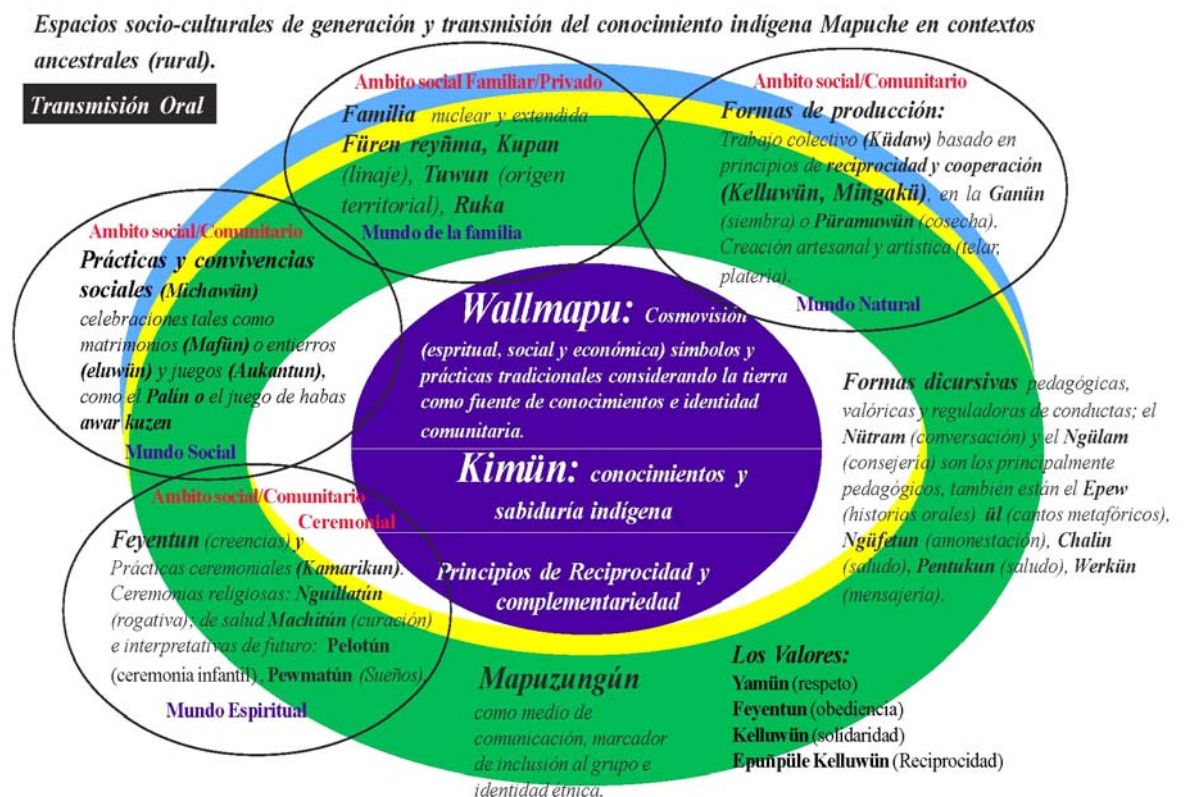 Espacios socio-culturales de generación y transmisión del conocimiento indígena Mapuche en contextos
ancestrales (rural).
Transmisión Oral
Ambito social Familiar/Privado
Familia nuclear y extendida
Füren reyñma, Kupan
(linaje), Tuwun (origen
territorial), Ruka
Mundo de la familia
Ambito social/Comunitario
Formas de producción:
Trabajo colectivo (Küdaw) basado en
principios de reciprocidad y cooperación
(Kelluwün, Mingakü), en la Ganün
(siembra) o Püramuwün (cosecha).
Creación artesanal y artistica (telar,
platería).
Mundo Natural
Ambito social/Comunitario
Prácticas y convivencias
sociales (Michawün)
celebraciones tales como
matrimonios (Mafün) o entierros
(eluwün) y juegos (Aukantun),
como el Palín o el juego de habas
awar kuzen
Mundo Social
Wallmapu: Cosmovisión
(espritual, social y económica) símbolos y
prácticas tradicionales considerando la tierra
como fuente de conocimientos e identidad
comunitaria.
Kimün: conocimientos y
sabiduría indígena
Principios de Reciprocidad y
complementariedad
Formas dicursivas pedagógicas,
valóricas y reguladoras de conductas; el
Nütram (conversación) y el Ngülam
(consejería) son los principalmente
pedagógicos, también están el Epew
(historias orales) ül (cantos metafóricos),
Ngüfetun (amonestación), Chalin
(saludo), Pentukun (saludo), Werkün
(mensajería).
Ambito social/Comunitario
Ceremonial
Feyentun (creencias) y
Prácticas ceremoniales (Kamarikun).
Ceremonias religiosas: Nguillatún
(rogativa); de salud Machitún (curación)
e interpretativas de futuro: Pelotún
(ceremonia infantil), Pewmatún (Sueños),
Mundo Espiritual
Mapuzungún
como medio de
comunicación, marcador
de inclusión al grupo e
identidad étnica.
Los Valores:
Yamün (respeto)
Feyentun (obediencia)
Kelluwün (solidaridad)
Epuñpüle Kelluwün (Reciprocidad)